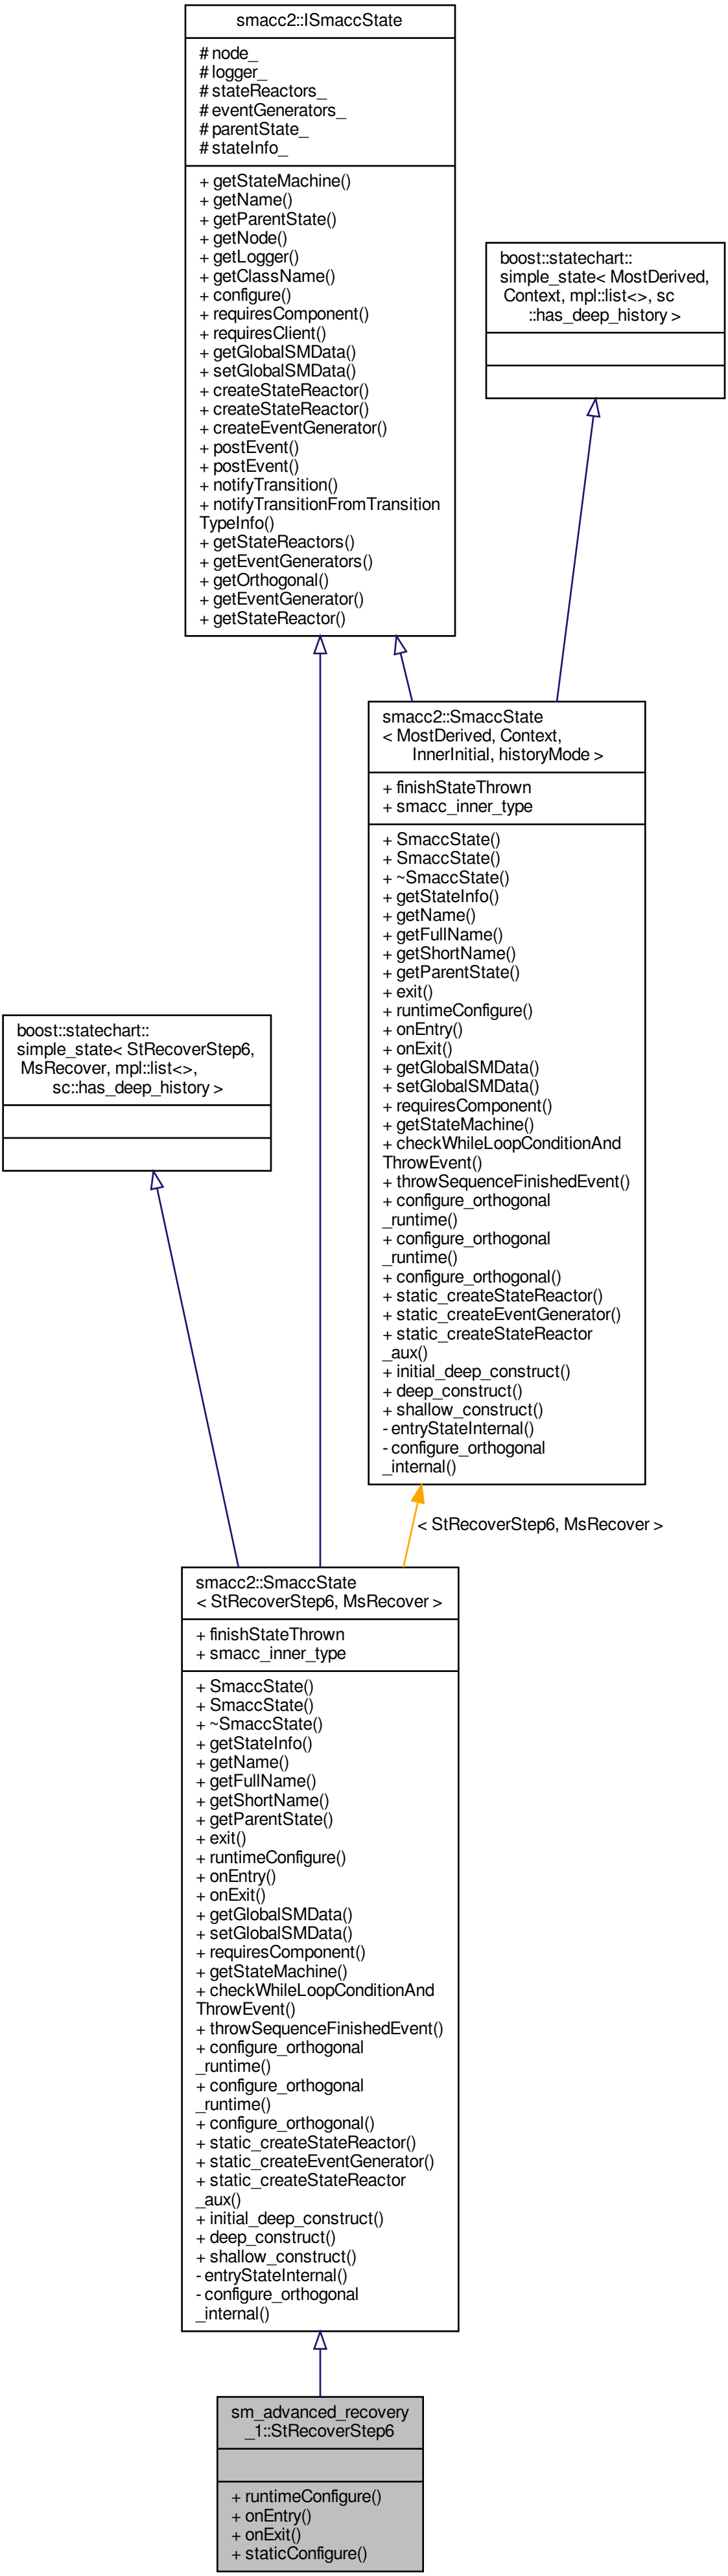 smacc2::ISmaccState
# node_
# logger_
# stateReactors_
# eventGenerators_
# parentState_
# stateInfo_
+ getStateMachine()
+ getName()
+ getParentState()
+ getNode()
+ getLogger()
+ getClassName()
+ configure()
+ requiresComponent()
+ requiresClient()
+ getGlobalSMData()
+ setGlobalSMData()
+ createStateReactor()
+ createStateReactor()
+ createEventGenerator()
+ postEvent()
+ postEvent()
+ notifyTransition()
+ notifyTransitionFromTransition
TypeInfo()
+ getStateReactors()
+ getEventGenerators()
+ getOrthogonal()
+ getEventGenerator()
+ getStateReactor()
boost::statechart::
simple_state< MostDerived,
Context, mpl::list<>, sc
::has_deep_history >
smacc2::SmaccState
< MostDerived, Context,
InnerInitial, historyMode >
+ finishStateThrown
+ smacc_inner_type
+ SmaccState()
+ SmaccState()
+ ~SmaccState()
+ getStateInfo()
+ getName()
+ getFullName()
+ getShortName()
+ getParentState()
+ exit()
+ runtimeConfigure()
+ onEntry()
+ onExit()
+ getGlobalSMData()
+ setGlobalSMData()
+ requiresComponent()
+ getStateMachine()
+ checkWhileLoopConditionAnd
ThrowEvent()
+ throwSequenceFinishedEvent()
+ configure_orthogonal
_runtime()
+ configure_orthogonal
_runtime()
+ configure_orthogonal()
+ static_createStateReactor()
+ static_createEventGenerator()
+ static_createStateReactor
_aux()
+ initial_deep_construct()
+ deep_construct()
+ shallow_construct()
- entryStateInternal()
- configure_orthogonal
_internal()
boost::statechart::
simple_state< StRecoverStep6,
MsRecover, mpl::list<>,
sc::has_deep_history >
< StRecoverStep6, MsRecover >
smacc2::SmaccState
< StRecoverStep6, MsRecover >
+ finishStateThrown
+ smacc_inner_type
+ SmaccState()
+ SmaccState()
+ ~SmaccState()
+ getStateInfo()
+ getName()
+ getFullName()
+ getShortName()
+ getParentState()
+ exit()
+ runtimeConfigure()
+ onEntry()
+ onExit()
+ getGlobalSMData()
+ setGlobalSMData()
+ requiresComponent()
+ getStateMachine()
+ checkWhileLoopConditionAnd
ThrowEvent()
+ throwSequenceFinishedEvent()
+ configure_orthogonal
_runtime()
+ configure_orthogonal
_runtime()
+ configure_orthogonal()
+ static_createStateReactor()
+ static_createEventGenerator()
+ static_createStateReactor
_aux()
+ initial_deep_construct()
+ deep_construct()
+ shallow_construct()
- entryStateInternal()
- configure_orthogonal
_internal()
sm_advanced_recovery
_1::StRecoverStep6
+ runtimeConfigure()
+ onEntry()
+ onExit()
+ staticConfigure()